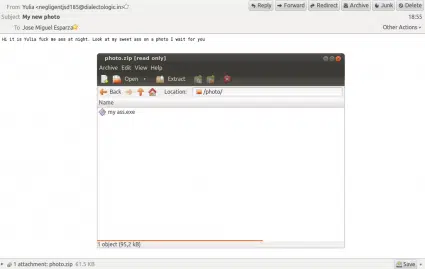 From Yulia <negligentjsd185@dialectologic.in>
Reply Forward Redirect Archive Junk Delete
Subject My new photo
18:55
To Jose Miguel Esparza
Other Actions
Hi it is Yulia fuck me ass at night. Look at my sweet ass on a photo I wait for you
photo.zip [read only]
Archive Edit View Help
Open Extract
Back Location: /photo/
Name
my ass.exe
1 object (95,2 kB)
1 attachment: photo.zip 61.5 KB
Save